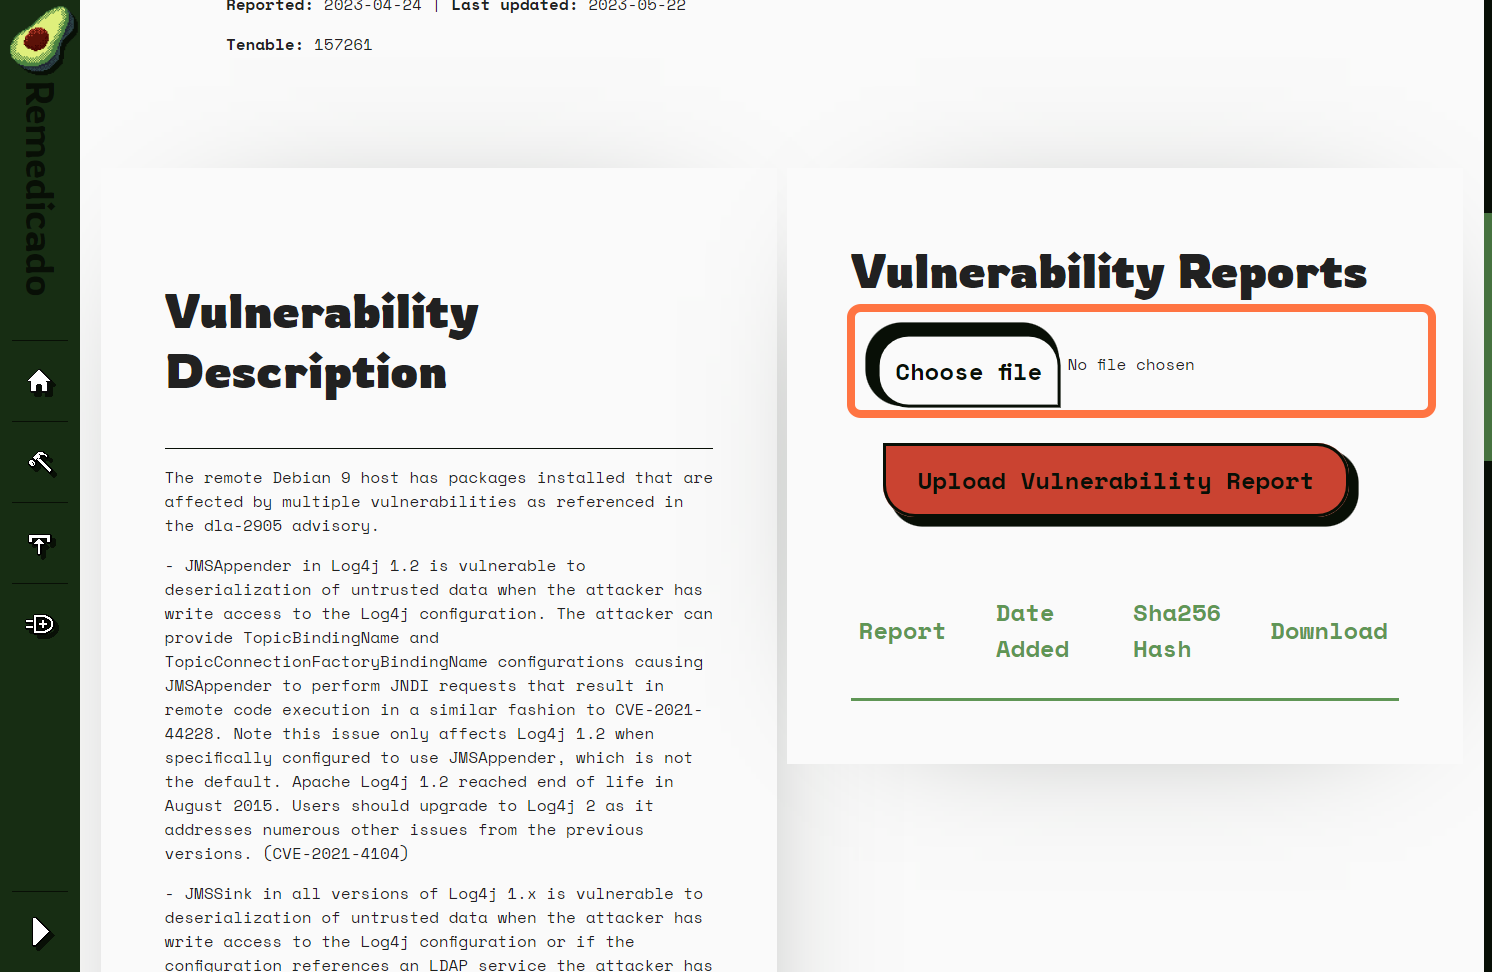 Remedicado
Reported: 2023-04-24 | Last updated: 2023-05-22
Tenable: 157261
Vulnerability
Description
The remote Debian 9 host has packages installed that are
affected by multiple vulnerabilities as referenced in
the dla-2905 advisory.
- JMSAppender in Log4j 1.2 is vulnerable to
deserialization of untrusted data when the attacker has
write access to the Log4j configuration. The attacker can
provide TopicBindingName and
TopicConnectionFactoryBindingName configurations causing
JMSAppender to perform JNDI requests that result in
remote code execution in a similar fashion to CVE-2021-
44228. Note this issue only affects Log4j 1.2 when
specifically configured to use JMSAppender, which is not
the default. Apache Log4j 1.2 reached end of life in
August 2015. Users should upgrade to Log4j 2 as it
addresses numerous other issues from the previous
versions. (CVE-2021-4104)
- JMSSink in all versions of Log4j 1.x is vulnerable to
deserialization of untrusted data when the attacker has
write access to the Log4j configuration or if the
configuration references an LDAP service the attacker has
Vulnerability Reports
Choose file No file chosen
Upload Vulnerability Report
Report Date Added Sha256 Hash Download